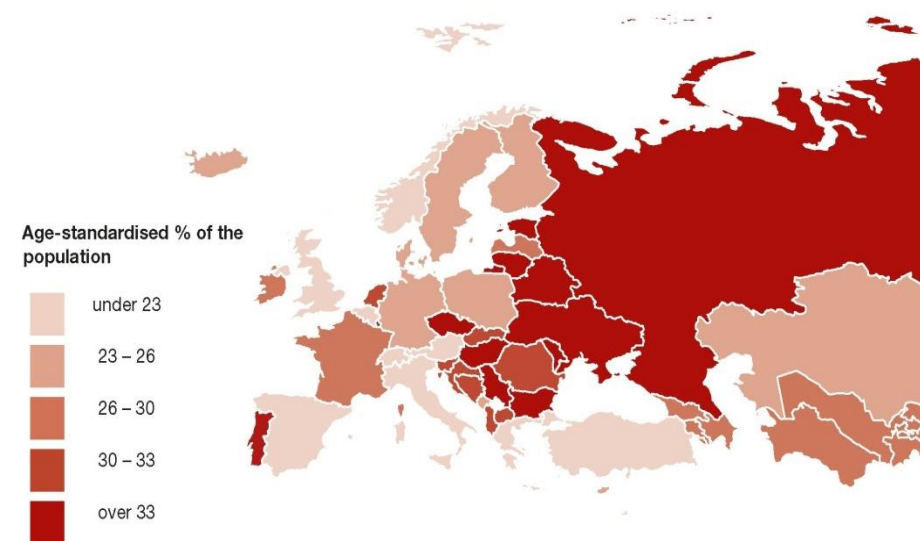 Age-standardised % of the
population
under 23
23 – 26
26 – 30
30 – 33
over 33